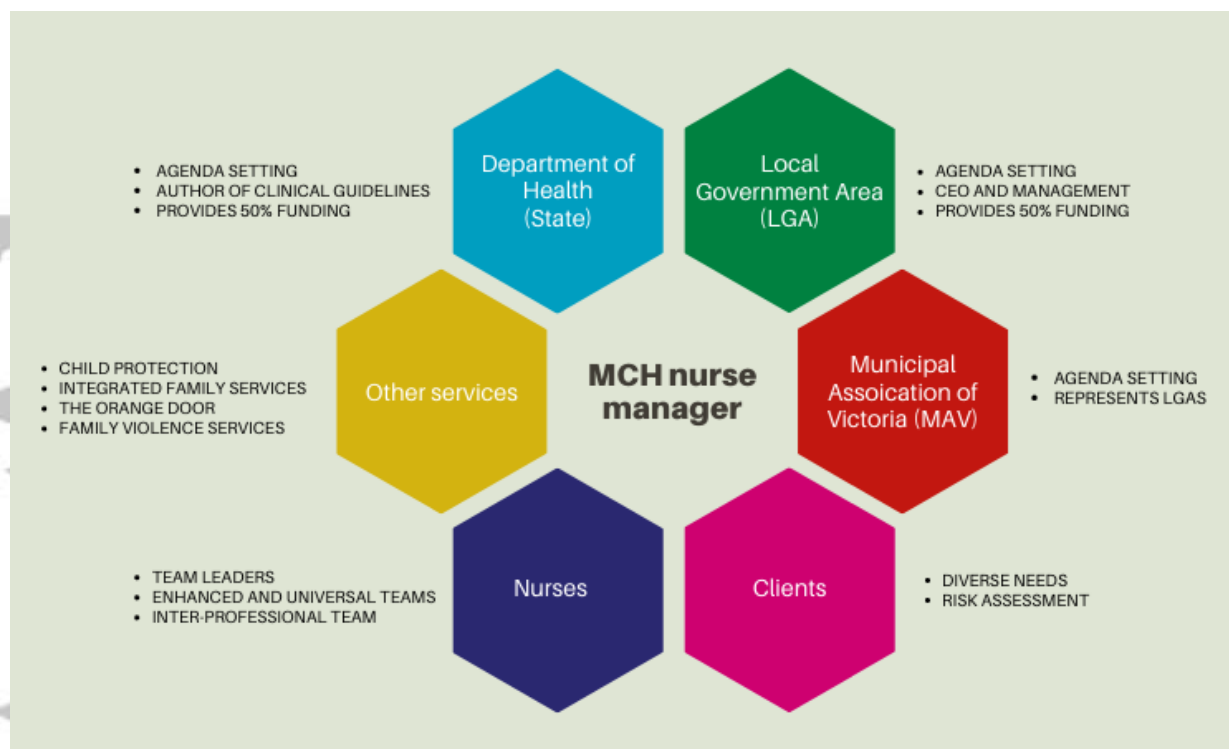 Department of
Health
(State)
• AGENDA SETTING
• AUTHOR OF CLINICAL GUIDELINES
• PROVIDES 50% FUNDING
Local
Government Area
(LGA)
• AGENDA SETTING
• CEO AND MANAGEMENT
• PROVIDES 50% FUNDING
Other services
• CHILD PROTECTION
• INTEGRATED FAMILY SERVICES
• THE ORANGE DOOR
• FAMILY VIOLENCE SERVICES
MCH nurse
manager
Municipal
Assoication of
Victoria (MAV)
• AGENDA SETTING
• REPRESENTS LGAS
Nurses
• TEAM LEADERS
• ENHANCED AND UNIVERSAL TEAMS
• INTER-PROFESSIONAL TEAM
Clients
• DIVERSE NEEDS
• RISK ASSESSMENT